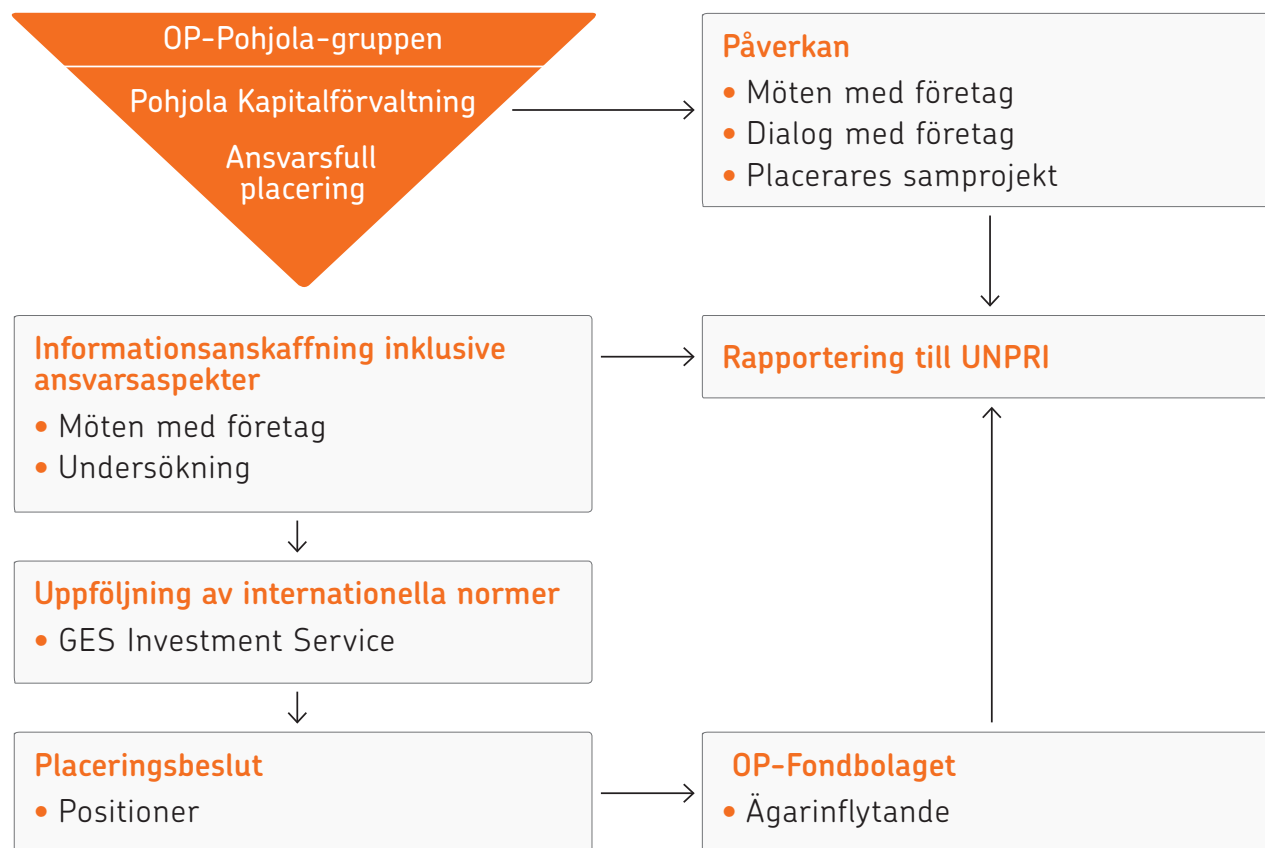 OP-Pohjola-gruppen
Pohjola Kapitalförvaltning
Ansvarsfull
placering
Påverkan
• Möten med företag
• Dialog med företag
• Placerares samprojekt
Informationsanskaffning inklusive
ansvarsaspekter
• Möten med företag
• Undersökning
Rapportering till UNPRI
Uppföljning av internationella normer
• GES Investment Service
Placeringsbeslut
• Positioner
OP-Fondbolaget
• Ägarinflytande